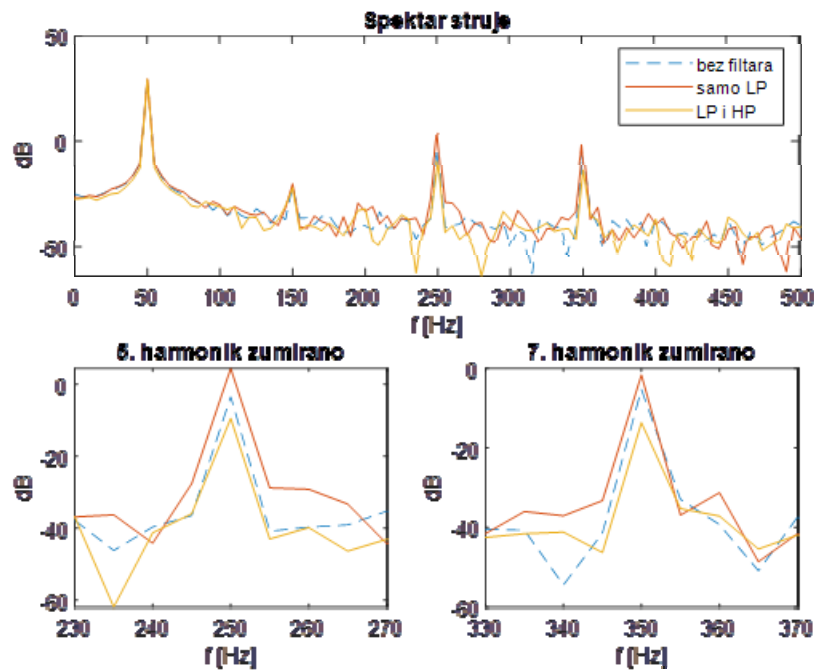 Spektar struje
50
0
-50
dB
bez filtara
samo LP
LP i HP
0 50 100 150 200 250 300 350 400 450 500
f [Hz]
5. harmonik zumirano
0
-20
-40
-60
dB
230 240 250 260 270
f [Hz]
7. harmonik zumirano
0
-20
-40
-60
dB
330 340 350 360 370
f [Hz]